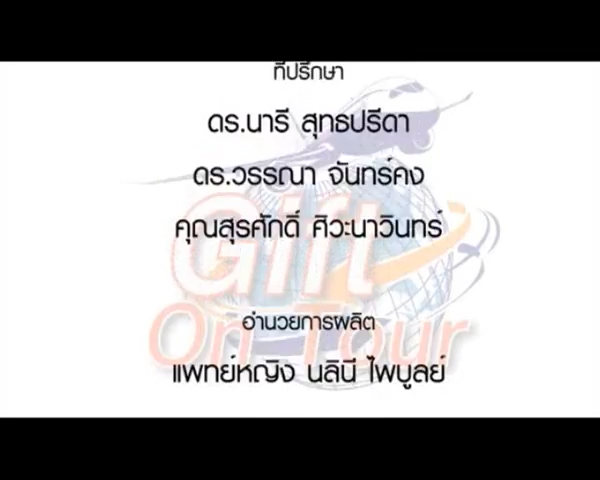 ที่ปรึกษา
ดร.นารี สุทธปรีดา
ดร.วรรณา จันทร์คง
คุณสุรศักดิ์ ศิวะนาวินทร์
Gift
On Tour
อำนวยการผลิต
แพทย์หญิง นลินี ไพบูลย์